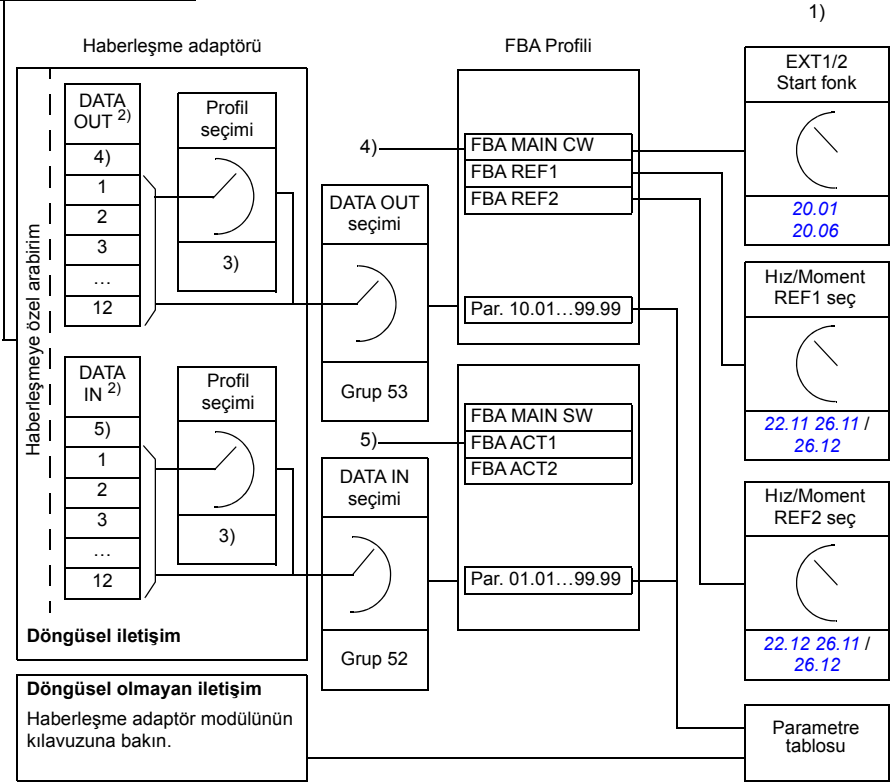 1)
Haberleşme adaptörü
FBA Profili
Haberleşmeye özel arabirim
DATA
OUT 2)
4)
1
2
3
…
12
Profil
seçimi
3)
DATA
IN 2)
5)
1
2
3
…
12
Profil
seçimi
3)
Döngüsel iletişim
DATA OUT
seçimi
Grup 53
DATA IN
seçimi
Grup 52
4)
FBA MAIN CW
FBA REF1
FBA REF2
Par. 10.01…99.99
5)
FBA MAIN SW
FBA ACT1
FBA ACT2
Par. 01.01…99.99
EXT1/2
Start fonk
20.01
20.06
Hız/Moment
REF1 seç
22.11 26.11 /
26.12
Hız/Moment
REF2 seç
22.12 26.11 /
26.12
Döngüsel olmayan iletişim
Haberleşme adaptör modülünün
kılavuzuna bakın.
Parametre
tablosu